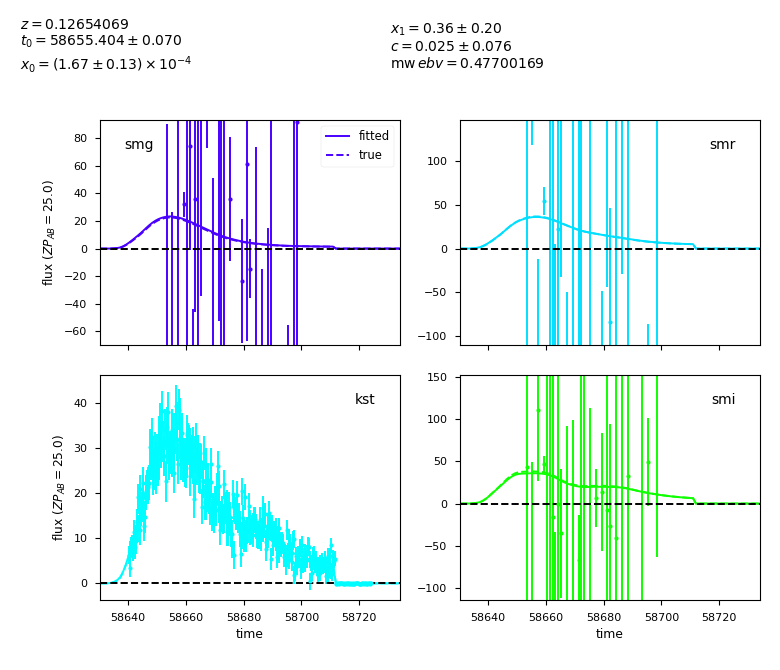 z = 0.12654069
t₀ = 58655.404 ± 0.070
x₀ = (1.67 ± 0.13) × 10⁻⁴
x₁ = 0.36 ± 0.20
c = 0.025 ± 0.076
mw ebv = 0.47700169
smg
fitted
true
flux (ZP_AB = 25.0)
80
60
40
20
0
−20
−40
−60
smr
100
50
0
−50
−100
kst
flux (ZP_AB = 25.0)
40
30
20
10
0
58640 58660 58680 58700 58720
time
smi
150
100
50
0
−50
−100
58640 58660 58680 58700 58720
time